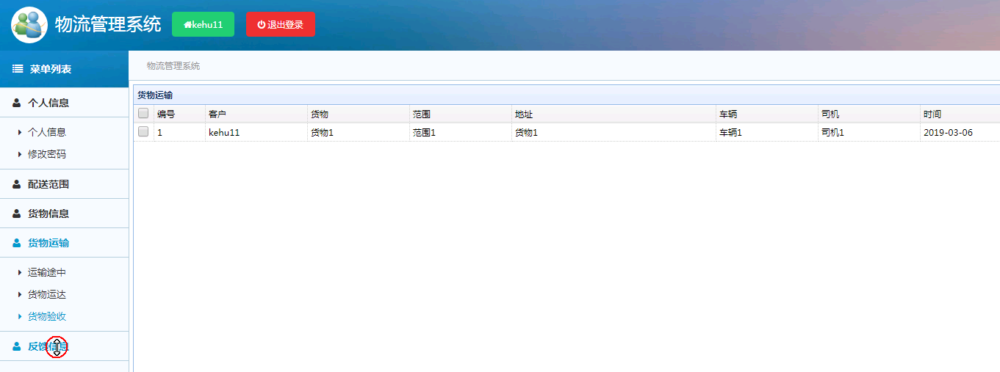 物流管理系统 kehu11 退出登录
菜单列表
物流管理系统
个人信息
个人信息
修改密码
配送范围
货物信息
货物运输
运输途中
货物运达
货物验收
反馈信息
货物运输
编号 客户 货物 范围 地址 车辆 司机 时间
1 kehu11 货物1 范围1 货物1 车辆1 司机1 2019-03-06